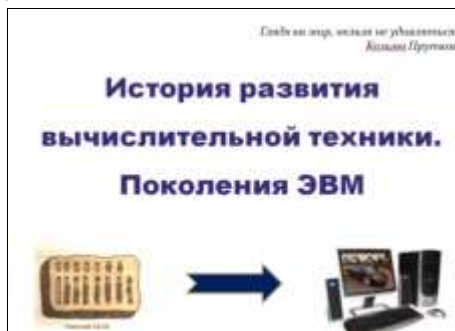 Глядя на мир, нельзя не удивляться
Козьма Прутков
История развития
вычислительной техники.
Поколения ЭВМ